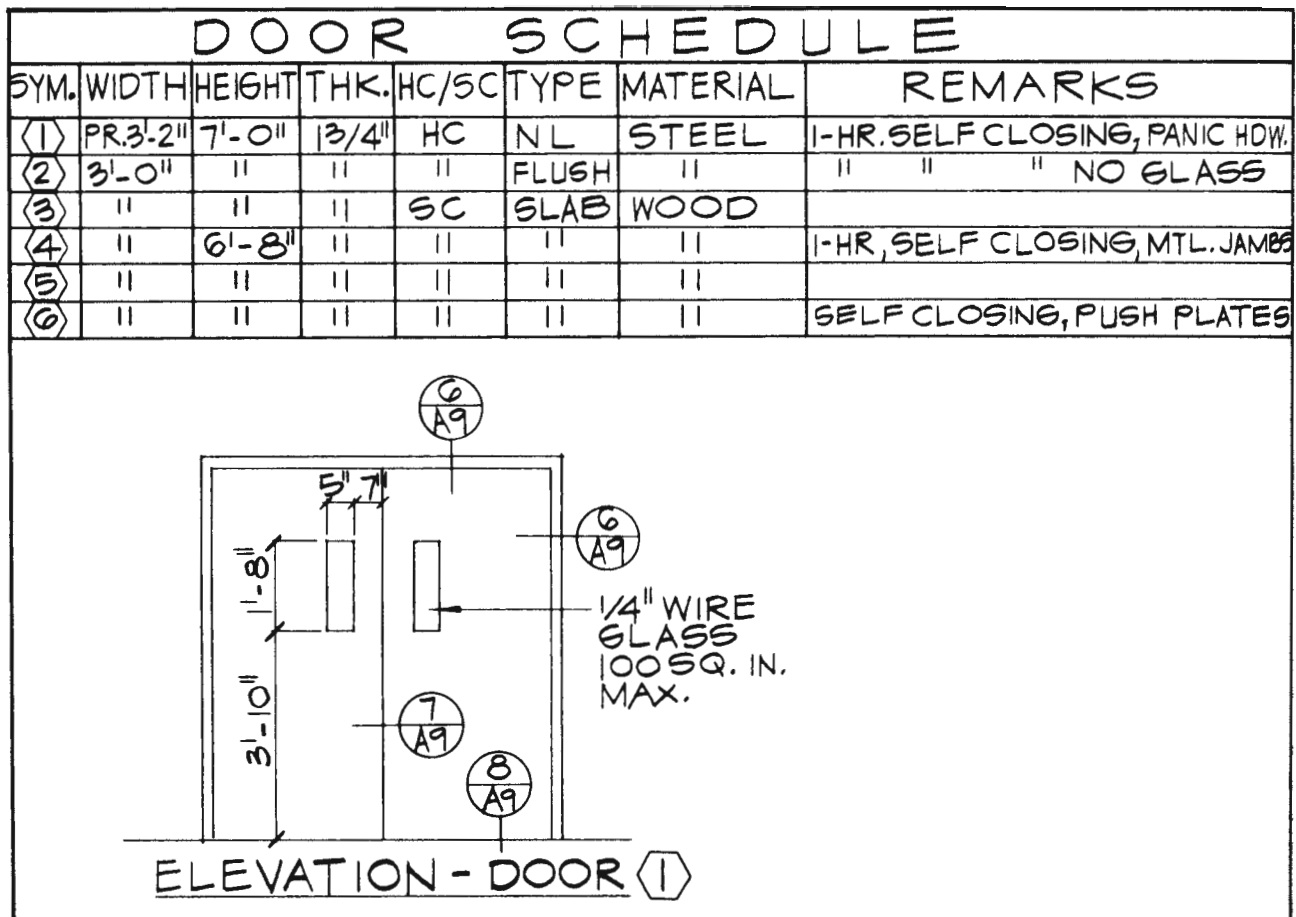 DOOR SCHEDULE
SYM. WIDTH HEIGHT THK. HC/SC TYPE MATERIAL REMARKS
1 PR.3'-2" 7'-0" 1 3/4" HC NL STEEL 1-HR. SELF CLOSING, PANIC HDW.
2 3'-0" " " " FLUSH " " " " NO GLASS
3 " " " SC SLAB WOOD
4 " 6'-8" " " " " 1-HR, SELF CLOSING, MTL. JAMBS
5 " " " " " "
6 " " " " " " SELF CLOSING, PUSH PLATES
6
A9
5" 7"
6
A9
1'-8"
1/4" WIRE
GLASS
100 SQ. IN.
MAX.
3'-10"
7
A9
8
A9
ELEVATION - DOOR 1